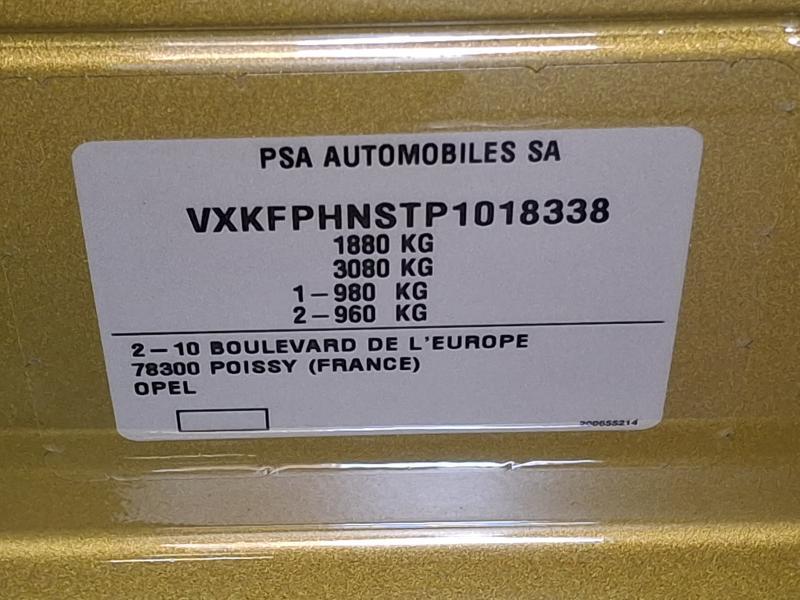 PSA AUTOMOBILES SA
VXKFPHNSTP1018338
1880 KG
3080 KG
1-980 KG
2-960 KG
2-10 BOULEVARD DE L'EUROPE
78300 POISSY (FRANCE)
OPEL